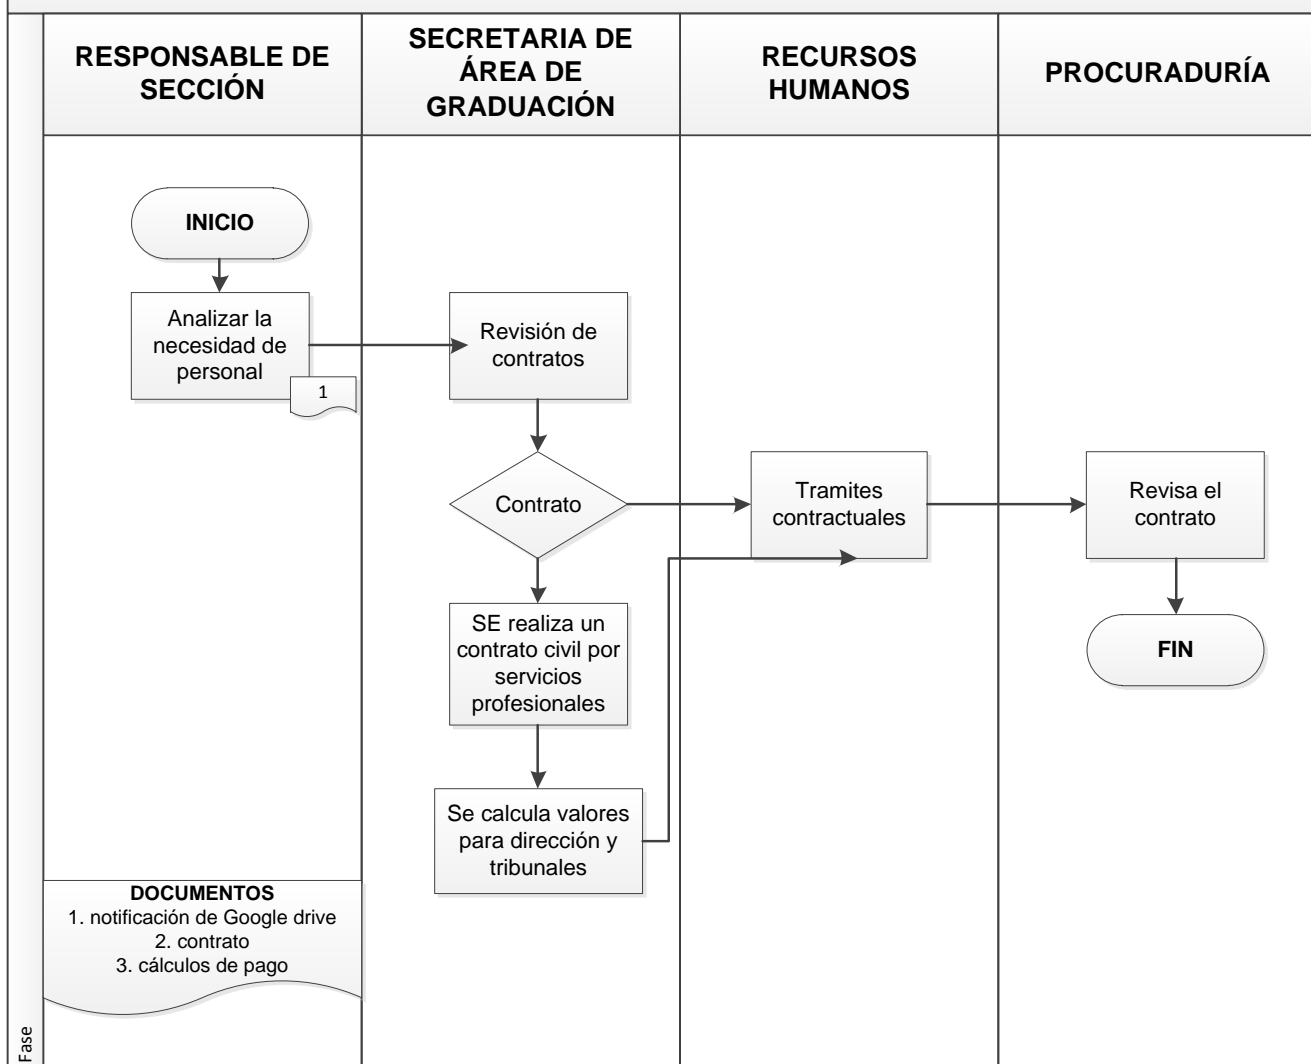 RESPONSABLE DE
SECCIÓN
SECRETARIA DE
ÁREA DE
GRADUACIÓN
RECURSOS
HUMANOS
PROCURADURÍA
INICIO
Analizar la
necesidad de
personal
1
Revisión de
contratos
Contrato
Tramites
contractuales
Revisa el
contrato
SE realiza un
contrato civil por
servicios
profesionales
FIN
Se calcula valores
para dirección y
tribunales
DOCUMENTOS
1. notificación de Google drive
2. contrato
3. cálculos de pago
Fase